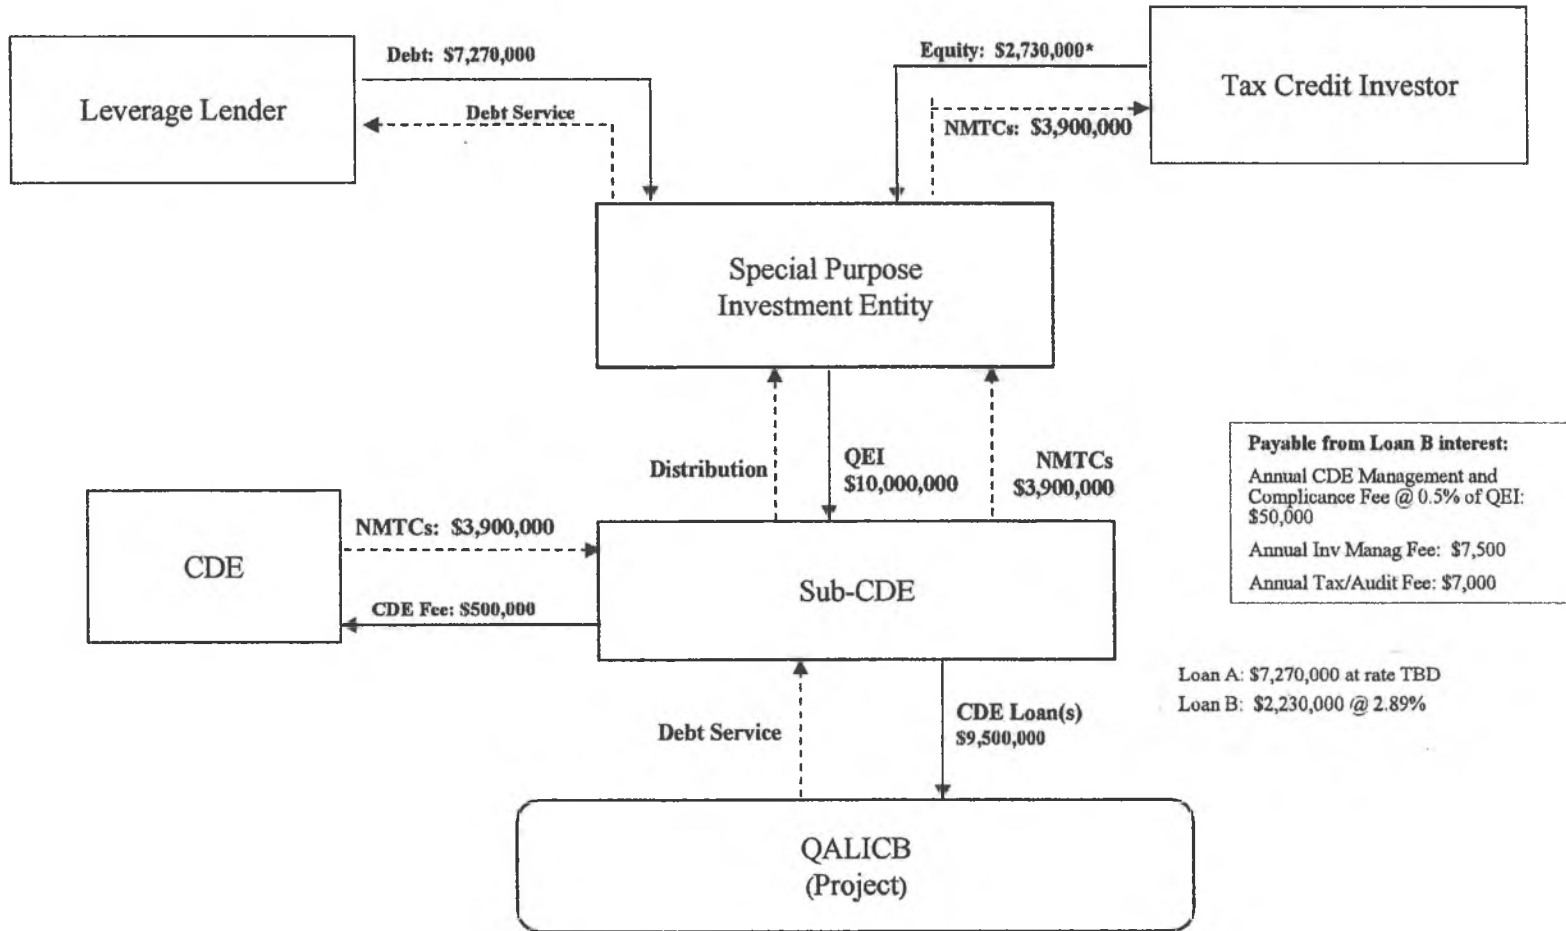 Leverage Lender
Debt: $7,270,000
Debt Service
Equity: $2,730,000*
NMTCs: $3,900,000
Tax Credit Investor
Special Purpose
Investment Entity
Distribution
QEI
$10,000,000
NMTCs
$3,900,000
Payable from Loan B interest:
Annual CDE Management and
Complicance Fee @ 0.5% of QEI:
$50,000
Annual Inv Manag Fee: $7,500
Annual Tax/Audit Fee: $7,000
CDE
NMTCs: $3,900,000
CDE Fee: $500,000
Sub-CDE
Loan A: $7,270,000 at rate TBD
Loan B: $2,230,000 @ 2.89%
Debt Service
CDE Loan(s)
$9,500,000
QALICB
(Project)